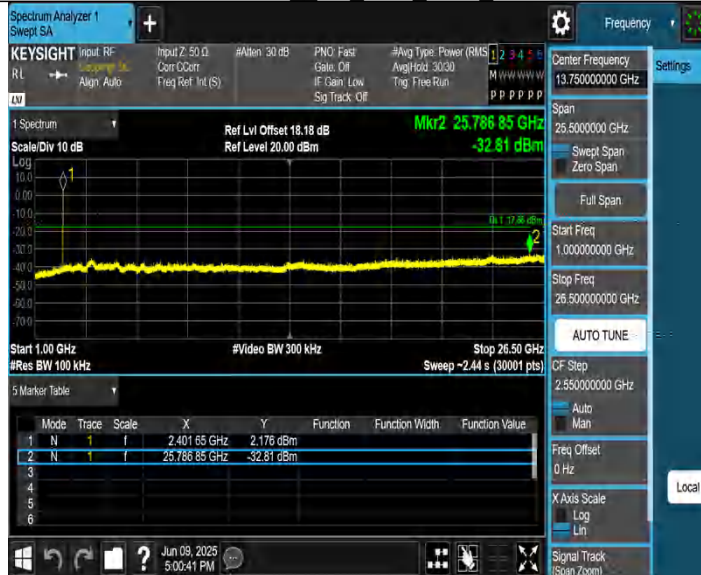 Spectrum Analyzer 1
Swept SA
Frequency
KEYSIGHT
RL
LXI
Input: RF
Align: Auto
Input Z: 50 Ω
Corr CCorr
Freq Ref: Int (S)
#Atten: 30 dB
PNO: Fast
Gate: Off
IF Gain: Low
Sig Track: Off
#Avg Type: Power (RMS)
Avg|Hold: 30/30
Trig: Free Run
1 2 3 4 5 6
M W W W W W
P P P P P P
Center Frequency
13.750000000 GHz
Settings
Span
25.5000000 GHz
Swept Span
Zero Span
Full Span
Start Freq
1.000000000 GHz
Stop Freq
26.500000000 GHz
AUTO TUNE
CF Step
2.550000000 GHz
Auto
Man
Freq Offset
0 Hz
X Axis Scale
Log
Lin
Signal Track
(Span Zoom)
Local
1 Spectrum
Scale/Div 10 dB
Ref Lvl Offset 18.18 dB
Ref Level 20.00 dBm
Mkr2 25.786 85 GHz
-32.81 dBm
Log
10.0
0.00
-10.0
-20.0
-30.0
-40.0
-50.0
-60.0
-70.0
1
2
Start 1.00 GHz
#Res BW 100 kHz
#Video BW 300 kHz
Stop 26.50 GHz
Sweep ~2.44 s (30001 pts)
5 Marker Table
Mode Trace Scale X Y Function Function Width Function Value
1 N 1 f 2.401 65 GHz 2.176 dBm
2 N 1 f 25.786 85 GHz -32.81 dBm
3
4
5
6
?
Jun 09, 2025
5:00:41 PM